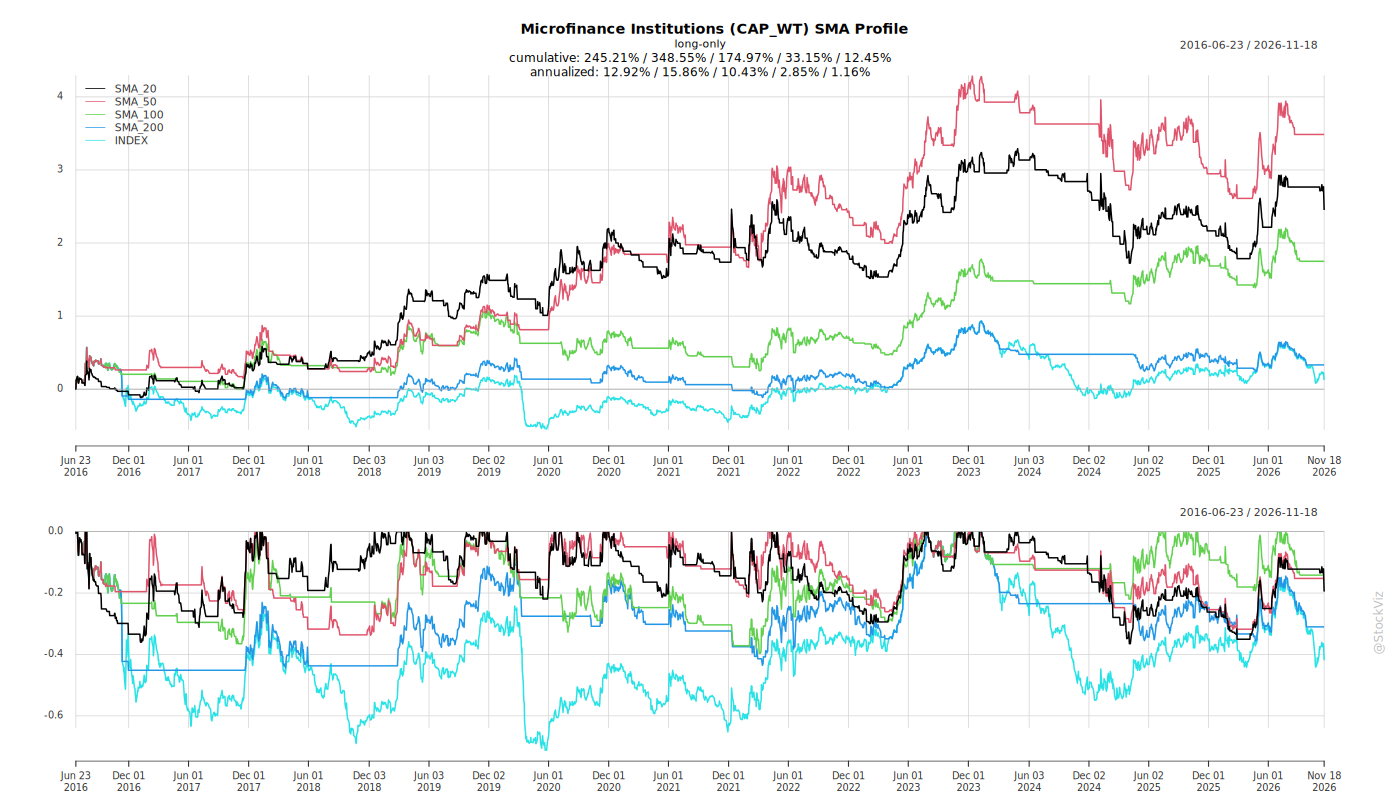 Microfinance Institutions (CAP_WT) SMA Profile
long-only
cumulative: 245.21% / 348.55% / 174.97% / 33.15% / 12.45%
annualized: 12.92% / 15.86% / 10.43% / 2.85% / 1.16%
2016-06-23 / 2026-11-18
SMA_20
SMA_50
SMA_100
SMA_200
INDEX
4
3
2
1
0
Jun 23 Dec 01 Jun 01 Dec 01 Jun 01 Dec 03 Jun 03 Dec 02 Jun 01 Dec 01 Jun 01 Dec 01 Jun 01 Dec 01 Jun 01 Dec 01 Jun 03 Dec 02 Jun 02 Dec 01 Jun 01 Nov 18
2016 2016 2017 2017 2018 2018 2019 2019 2020 2020 2021 2021 2022 2022 2023 2023 2024 2024 2025 2025 2026 2026
2016-06-23 / 2026-11-18
0.0
-0.2
-0.4
-0.6
Jun 23 Dec 01 Jun 01 Dec 01 Jun 01 Dec 03 Jun 03 Dec 02 Jun 01 Dec 01 Jun 01 Dec 01 Jun 01 Dec 01 Jun 01 Dec 01 Jun 03 Dec 02 Jun 02 Dec 01 Jun 01 Nov 18
2016 2016 2017 2017 2018 2018 2019 2019 2020 2020 2021 2021 2022 2022 2023 2023 2024 2024 2025 2025 2026 2026
@StockViz